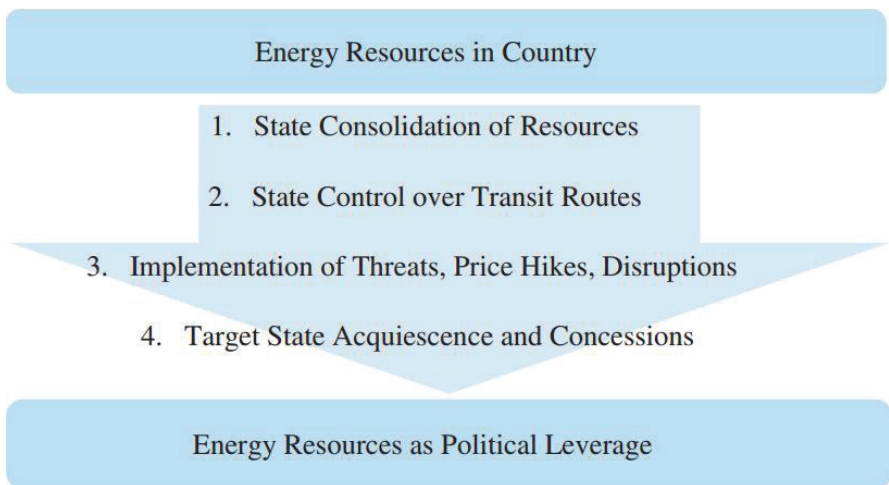 Energy Resources in Country
1. State Consolidation of Resources
2. State Control over Transit Routes
3. Implementation of Threats, Price Hikes, Disruptions
4. Target State Acquiescence and Concessions
Energy Resources as Political Leverage